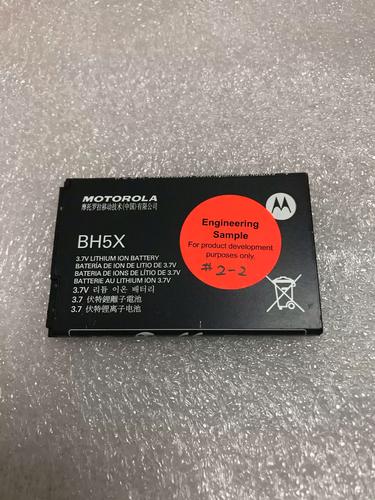 MOTOROLA
摩托罗拉移动技术(中国)有限公司
BH5X
3.7V LITHIUM ION BATTERY
BATERÍA DE ION DE LITIO DE 3.7V
BATERIA DE IONS DE LÍTIO DE 3.7V
BATTERIE AU LITHIUM ION 3.7V
3.7V 리튬 이온 배터리
3.7 伏特鋰離子電池
3.7 伏特锂离子电池
Engineering
Sample
For product development
purposes only.
#2-2